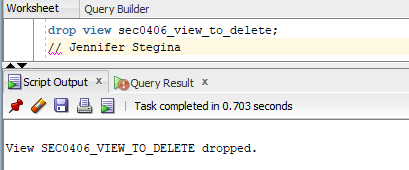 Worksheet Query Builder
drop view sec0406_view_to_delete;
// Jennifer Stegina
Script Output x Query Result x
Task completed in 0.703 seconds
View SEC0406_VIEW_TO_DELETE dropped.